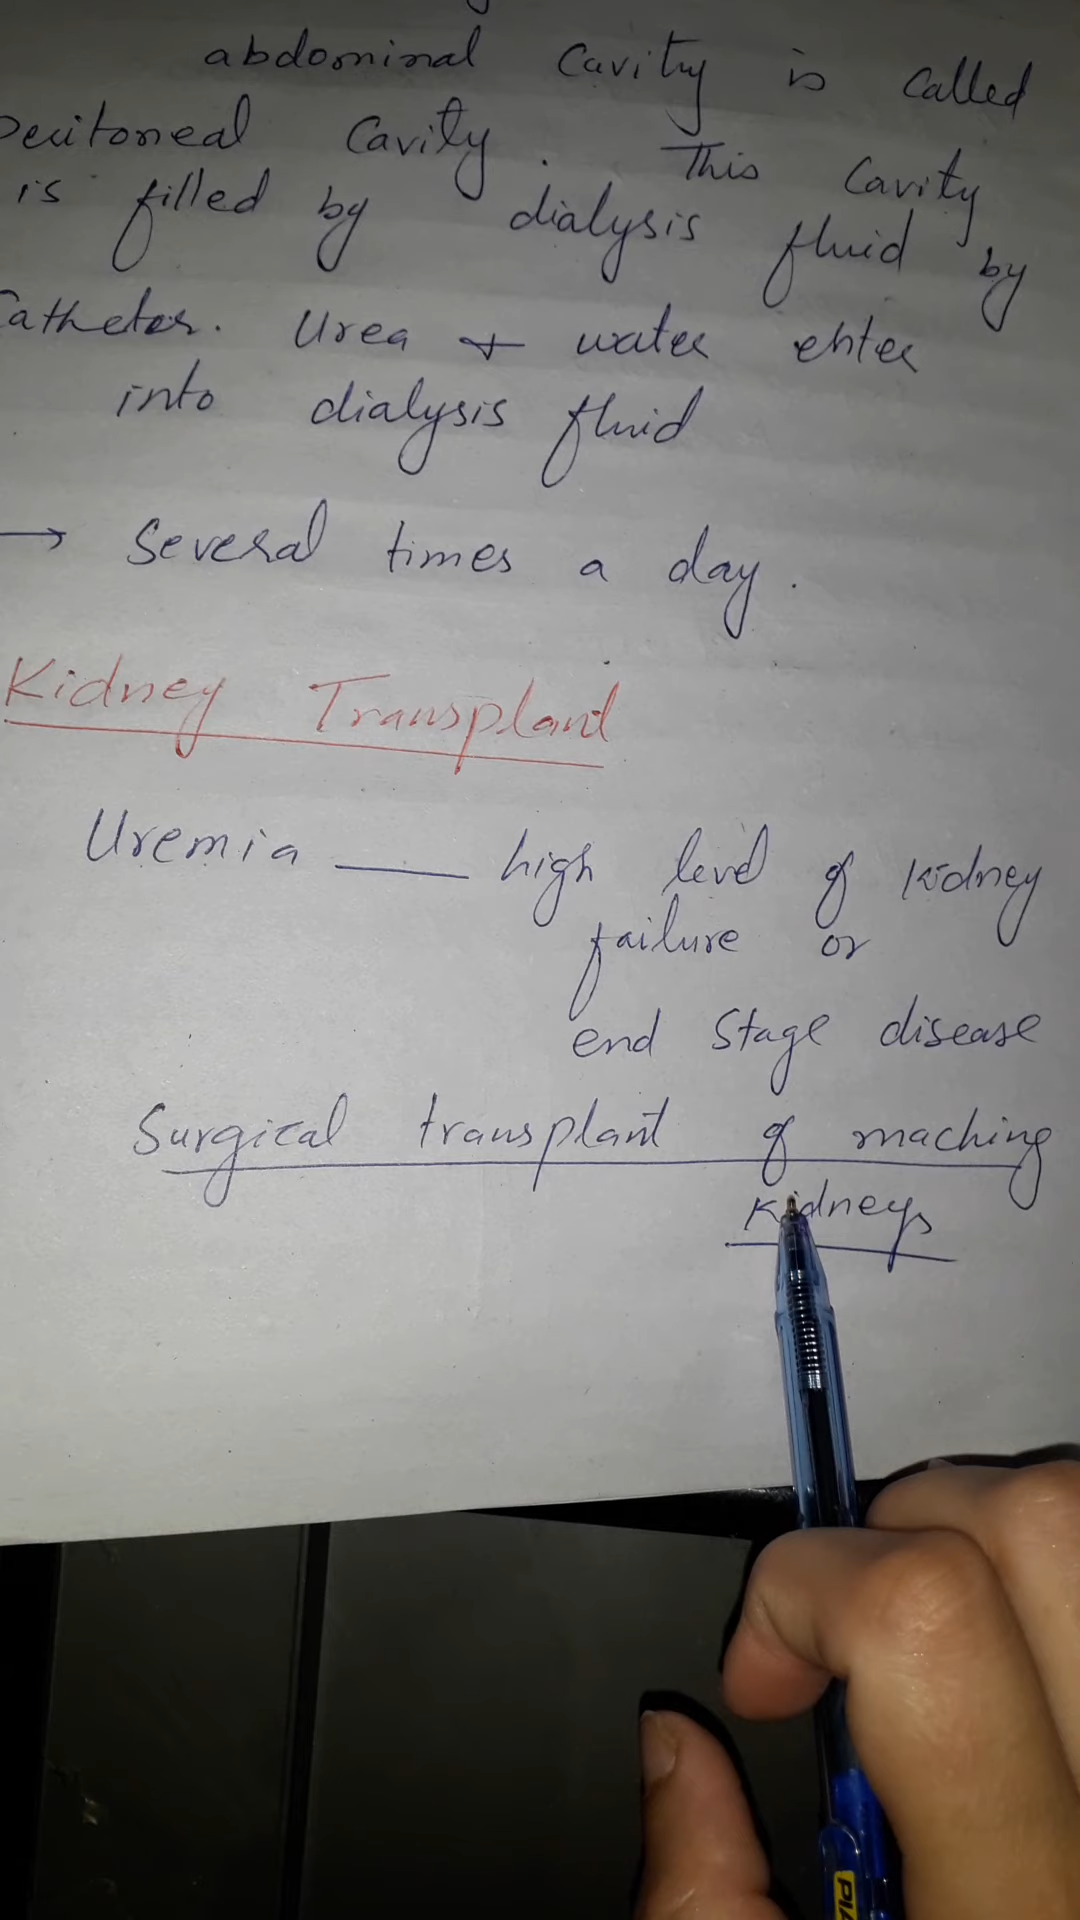 abdominal cavity is called
Peritoneal Cavity. This Cavity
is filled by dialysis fluid by
Catheter. Urea + water enter
into dialysis fluid
→ Several times a day.
Kidney Transplant
Uremia — high level of kidney
failure or
end stage disease
Surgical transplant of maching
Kidneys